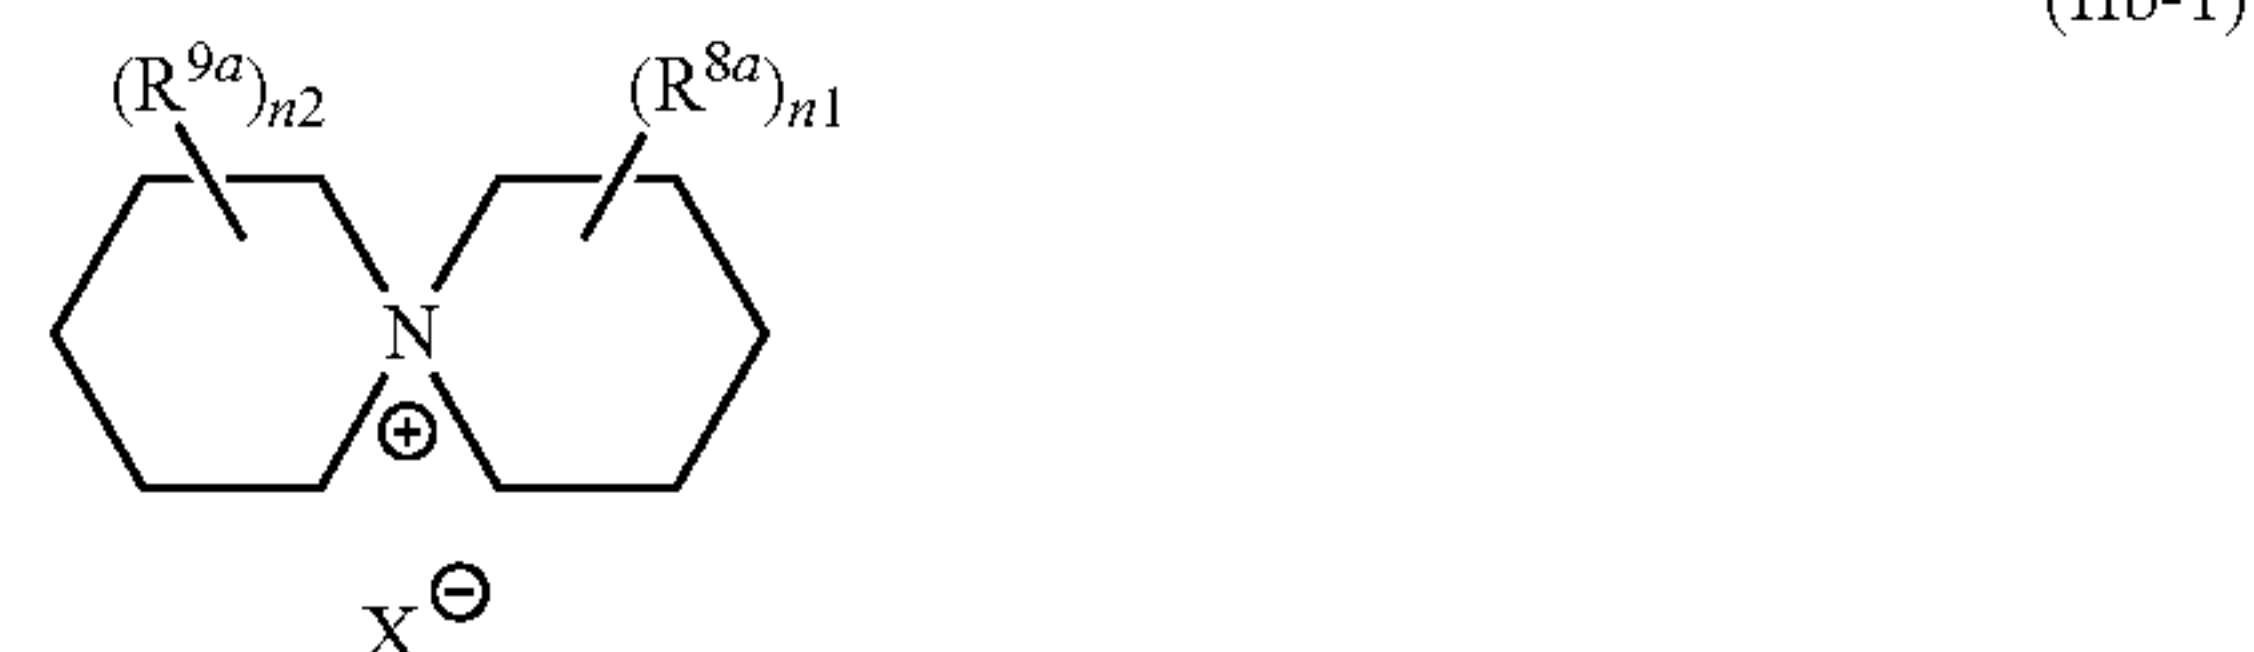 (IIb-1)
(R⁹ᵃ)n2 (R⁸ᵃ)n1
N
⊕
X⊖